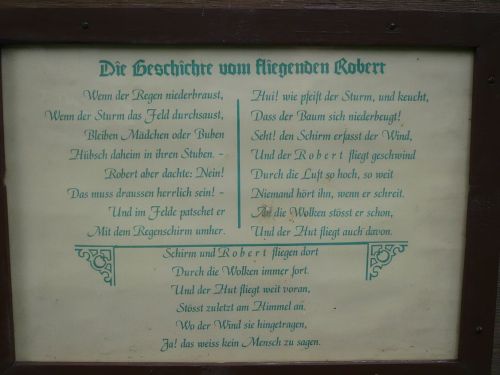 Die Geschichte vom fliegenden Robert
Wenn der Regen niederbraust,
Wenn der Sturm das Feld durchsaust,
Bleiben Mädchen oder Buben
Hübsch daheim in ihren Stuben. -
Robert aber dachte: Nein!
Das muss draussen herrlich sein! -
Und im Felde patschet er
Mit dem Regenschirm umher.
Hui! wie pfeift der Sturm, und keucht,
Dass der Baum sich niederbeugt!
Seht! den Schirm erfasst der Wind,
Und der Robert fliegt geschwind
Durch die Luft so hoch, so weit
Niemand hört ihn, wenn er schreit.
An die Wolken stösst er schon,
Und der Hut fliegt auch davon.
Schirm und Robert fliegen dort
Durch die Wolken immer fort.
Und der Hut fliegt weit voran,
Stösst zuletzt am Himmel an.
Wo der Wind sie hingetragen,
Ja! das weiss kein Mensch zu sagen.